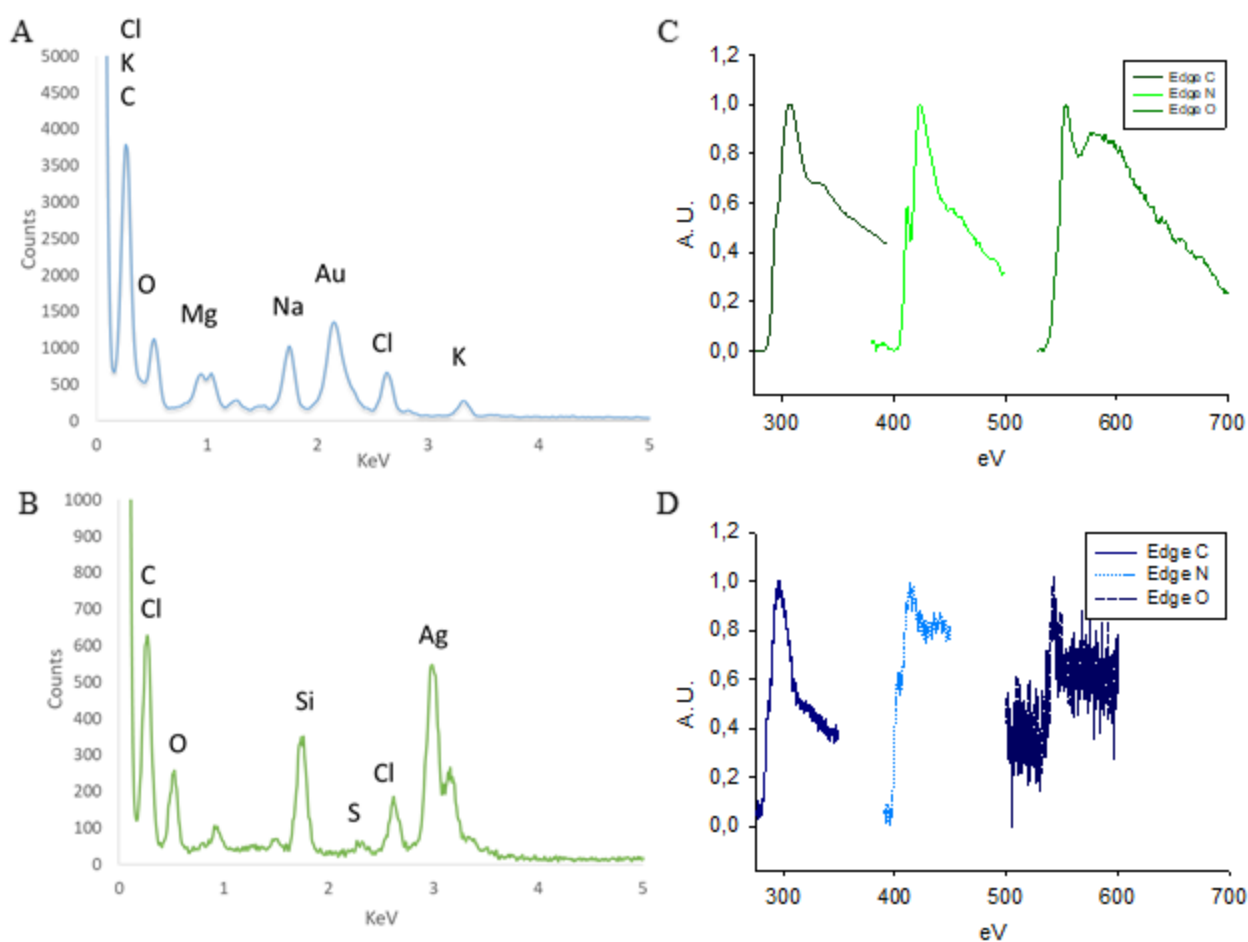 A
Cl
K
C
5000
4500
4000
3500
3000
2500
2000
1500
1000
500
0
Counts
O
Mg
Na
Au
Cl
K
0 1 2 3 4 5
KeV
B
1000
900
800
700
600
500
400
300
200
100
0
Counts
C
Cl
O
Si
S
Cl
Ag
0 1 2 3 4 5
KeV
C
1,2
1,0
0,8
0,6
0,4
0,2
0,0
A. U.
Edge C
Edge N
Edge O
300 400 500 600 700
eV
D
1,2
1,0
0,8
0,6
0,4
0,2
0,0
A. U.
Edge C
Edge N
Edge O
300 400 500 600 700
eV